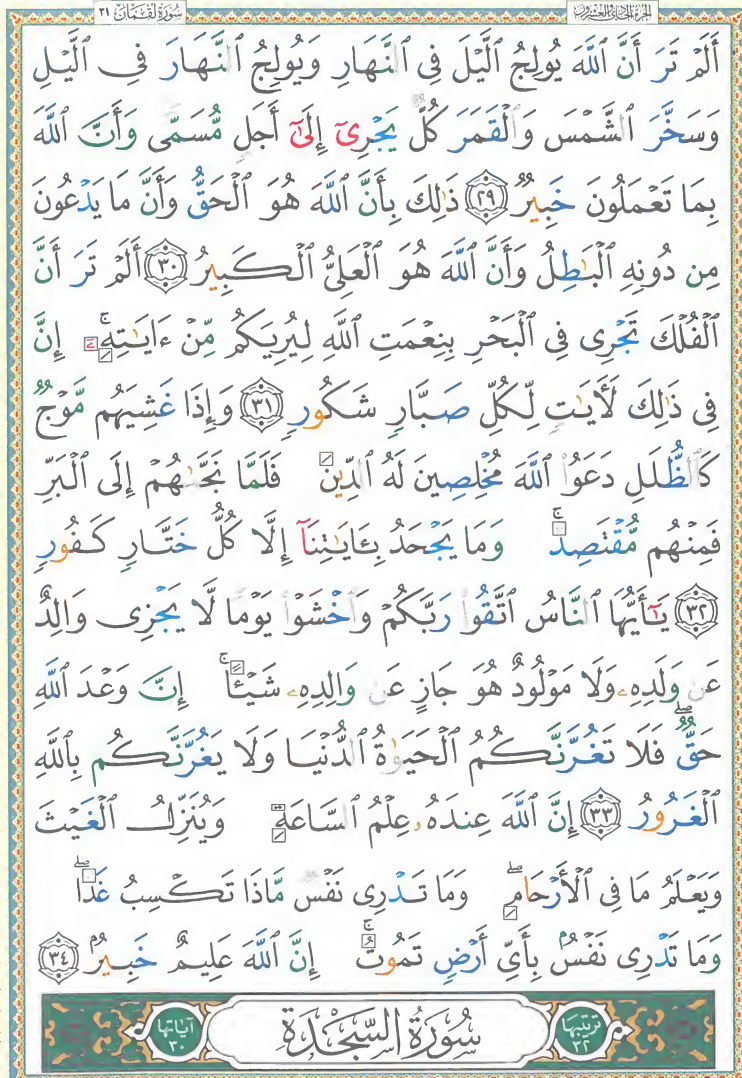 سُورَةُ لُقْمَان ٣١ الجزء الحادي والعشرون
أَلَمْ تَرَ أَنَّ ٱللَّهَ يُولِجُ ٱلَّيْلَ فِى ٱلنَّهَارِ وَيُولِجُ ٱلنَّهَارَ فِى ٱلَّيْلِ
وَسَخَّرَ ٱلشَّمْسَ وَٱلْقَمَرَ كُلٌّ يَجْرِىٓ إِلَىٰٓ أَجَلٍ مُّسَمًّى وَأَنَّ ٱللَّهَ
بِمَا تَعْمَلُونَ خَبِيرٌ ٢٩ ذَٰلِكَ بِأَنَّ ٱللَّهَ هُوَ ٱلْحَقُّ وَأَنَّ مَا يَدْعُونَ
مِن دُونِهِ ٱلْبَٰطِلُ وَأَنَّ ٱللَّهَ هُوَ ٱلْعَلِىُّ ٱلْكَبِيرُ ٣٠ أَلَمْ تَرَ أَنَّ
ٱلْفُلْكَ تَجْرِى فِى ٱلْبَحْرِ بِنِعْمَتِ ٱللَّهِ لِيُرِيَكُم مِّنْ ءَايَٰتِهِۦٓ ۚ إِنَّ
فِى ذَٰلِكَ لَأَيَٰتٍ لِّكُلِّ صَبَّارٍ شَكُورٍ ٣١ وَإِذَا غَشِيَهُم مَّوْجٌ
كَٱلظُّلَلِ دَعَوُا۟ ٱللَّهَ مُخْلِصِينَ لَهُ ٱلدِّينَ فَلَمَّا نَجَّىٰهُمْ إِلَى ٱلْبَرِّ
فَمِنْهُم مُّقْتَصِدٌ ۚ وَمَا يَجْحَدُ بِـَٔايَٰتِنَآ إِلَّا كُلُّ خَتَّارٍ كَفُورٍ
٣٢ يَٰٓأَيُّهَا ٱلنَّاسُ ٱتَّقُوا۟ رَبَّكُمْ وَٱخْشَوْا۟ يَوْمًا لَّا يَجْزِى وَالِدٌ
عَن وَلَدِهِۦ وَلَا مَوْلُودٌ هُوَ جَازٍ عَن وَالِدِهِۦ شَيْـًٔا ۚ إِنَّ وَعْدَ ٱللَّهِ
حَقٌّ ۖ فَلَا تَغُرَّنَّكُمُ ٱلْحَيَوٰةُ ٱلدُّنْيَا وَلَا يَغُرَّنَّكُم بِٱللَّهِ
ٱلْغَرُورُ ٣٣ إِنَّ ٱللَّهَ عِندَهُۥ عِلْمُ ٱلسَّاعَةِ وَيُنَزِّلُ ٱلْغَيْثَ
وَيَعْلَمُ مَا فِى ٱلْأَرْحَامِ ۖ وَمَا تَدْرِى نَفْسٌ مَّاذَا تَكْسِبُ غَدًا ۖ
وَمَا تَدْرِى نَفْسٌۢ بِأَىِّ أَرْضٍ تَمُوتُ ۚ إِنَّ ٱللَّهَ عَلِيمٌ خَبِيرٌۢ ٣٤
ترتيبها ٣٢ سُورَةُ السَّجْدَةِ آياتها ٣٠